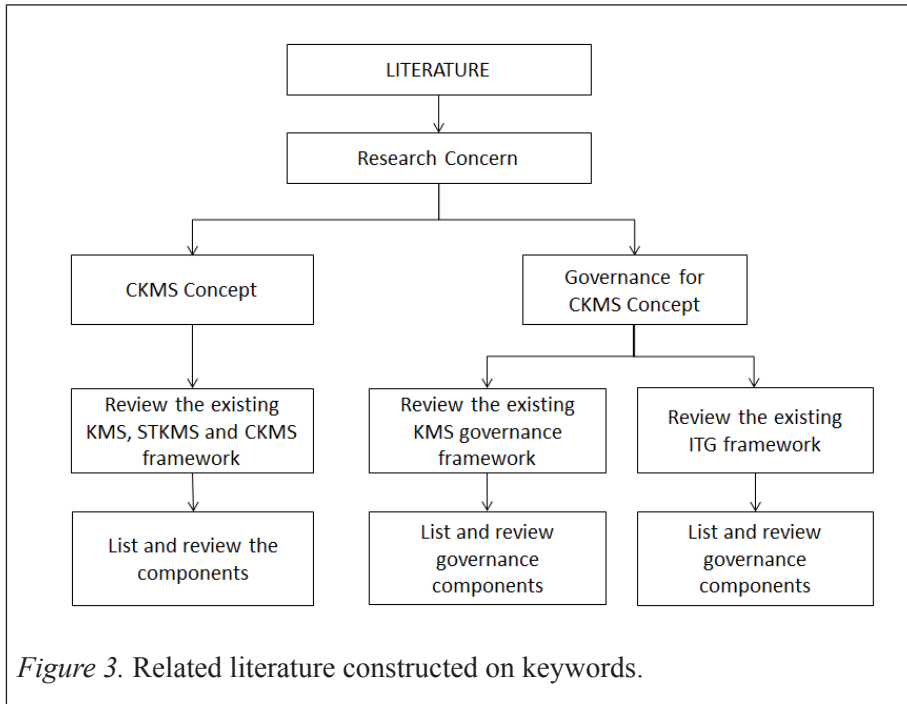 LITERATURE
Research Concern
CKMS Concept
Governance for
CKMS Concept
Review the existing
KMS, STKMS and CKMS
framework
Review the existing
KMS governance
framework
Review the existing
ITG framework
List and review the
components
List and review
governance
components
List and review
governance
components
Figure 3. Related literature constructed on keywords.